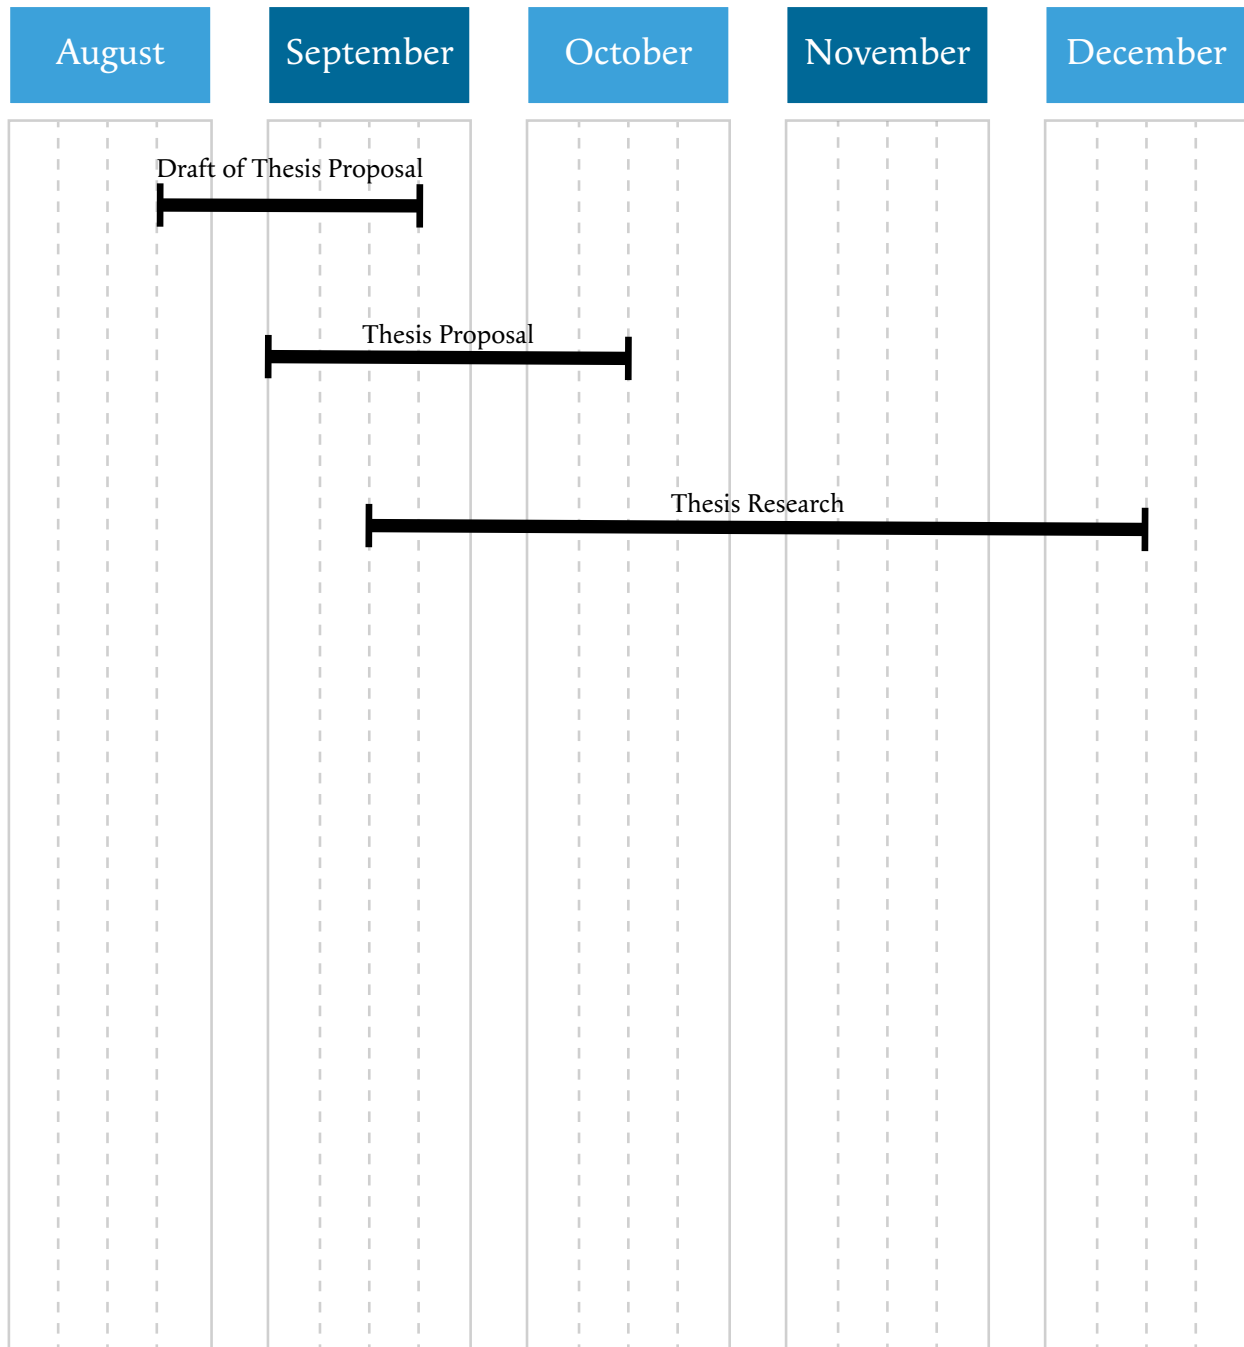 August
September
October
November
December
Draft of Thesis Proposal
Thesis Proposal
Thesis Research